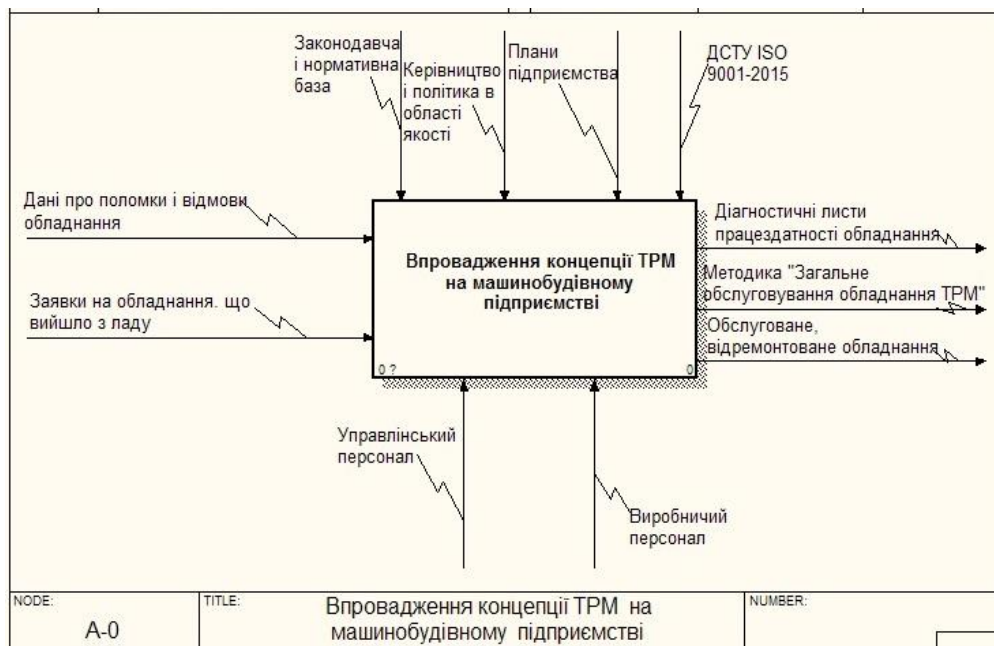 Законодавча
і нормативна
база
Керівництво
і політика в
області
якості
Плани
підприємства
ДСТУ ISO
9001-2015
Дані про поломки і відмови
обладнання
Заявки на обладнання. що
вийшло з ладу
Впровадження концепції ТРМ
на машинобудівному
підприємстві
0 ?
0
Діагностичні листи
працездатності обладнання
Методика "Загальне
обслуговування обладнання ТРМ"
Обслуговане,
відремонтоване обладнання
Управлінський
персонал
Виробничий
персонал
NODE:
A-0
TITLE:
Впровадження концепції ТРМ на
машинобудівному підприємстві
NUMBER: